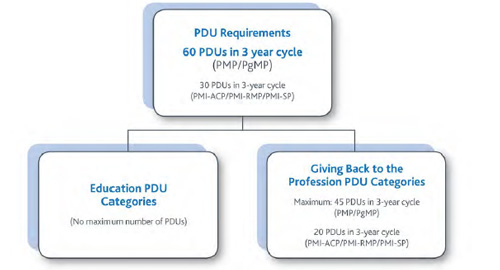 PDU Requirements
60 PDUs in 3 year cycle
(PMP/PgMP)
30 PDUs in 3-year cycle
(PMI-ACP/PMI-RMP/PMI-SP)
Education PDU
Categories
(No maximum number of PDUs)
Giving Back to the
Profession PDU Categories
Maximum: 45 PDUs in 3-year cycle
(PMP/PgMP)
20 PDUs in 3-year cycle
(PMI-ACP/PMI-RMP/PMI-SP)